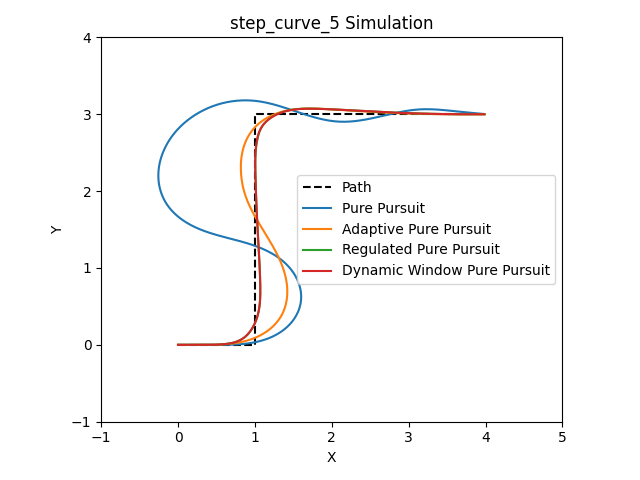 step_curve_5 Simulation
4
3
2
1
0
−1
Y
Path
Pure Pursuit
Adaptive Pure Pursuit
Regulated Pure Pursuit
Dynamic Window Pure Pursuit
−1 0 1 2 3 4 5
X